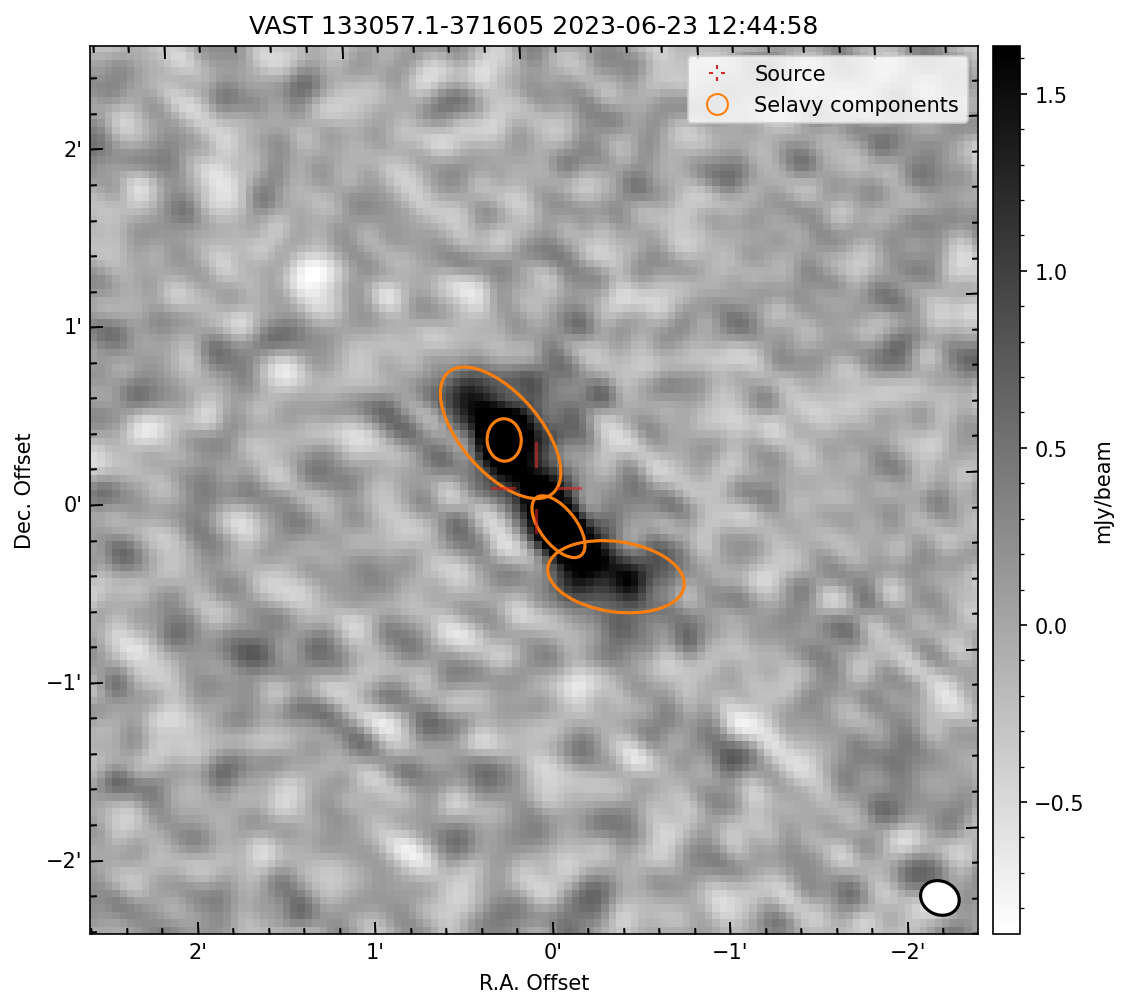 VAST 133057.1-371605 2023-06-23 12:44:58
Source
Selavy components
2'
1'
0'
−1'
−2'
Dec. Offset
2'
1'
0'
−1'
−2'
R.A. Offset
1.5
1.0
0.5
0.0
−0.5
mJy/beam